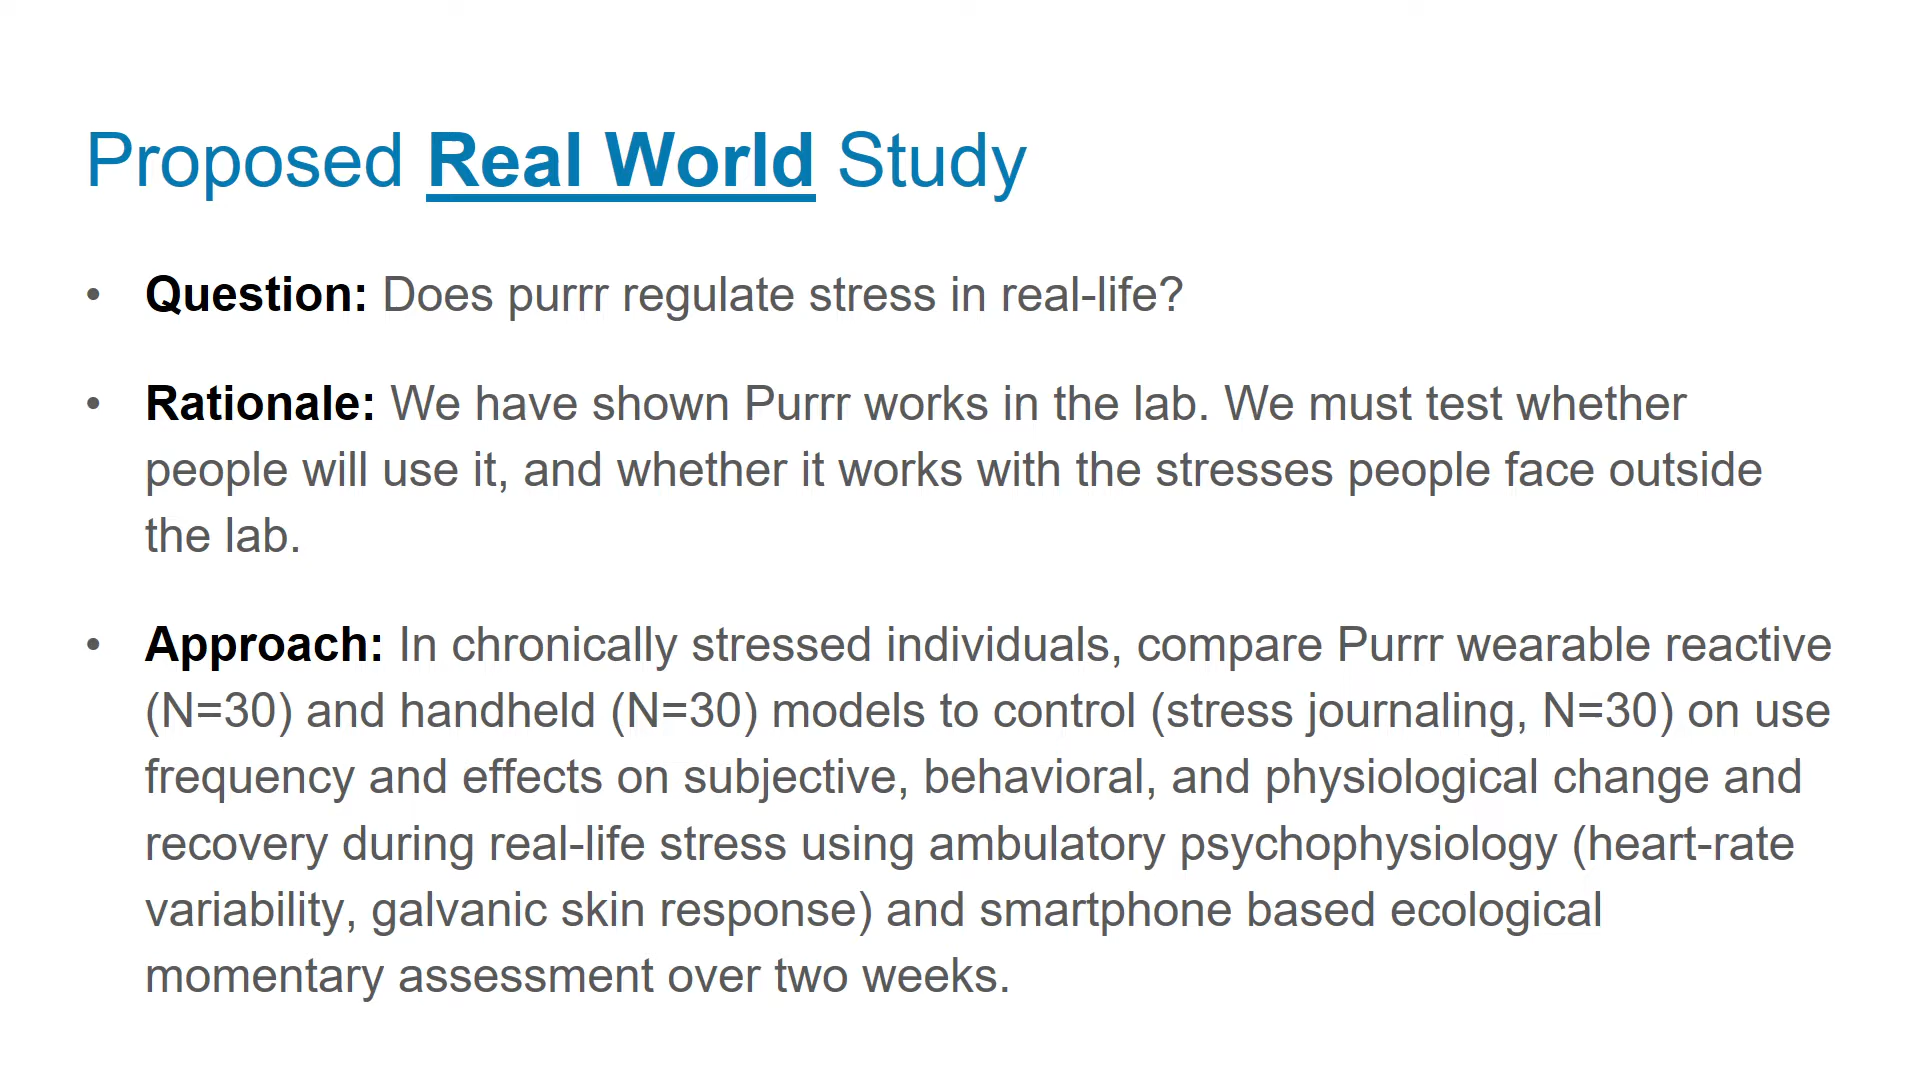 Proposed Real World Study
• Question: Does purrr regulate stress in real-life?
• Rationale: We have shown Purrr works in the lab. We must test whether
people will use it, and whether it works with the stresses people face outside
the lab.
• Approach: In chronically stressed individuals, compare Purrr wearable reactive
(N=30) and handheld (N=30) models to control (stress journaling, N=30) on use
frequency and effects on subjective, behavioral, and physiological change and
recovery during real-life stress using ambulatory psychophysiology (heart-rate
variability, galvanic skin response) and smartphone based ecological
momentary assessment over two weeks.